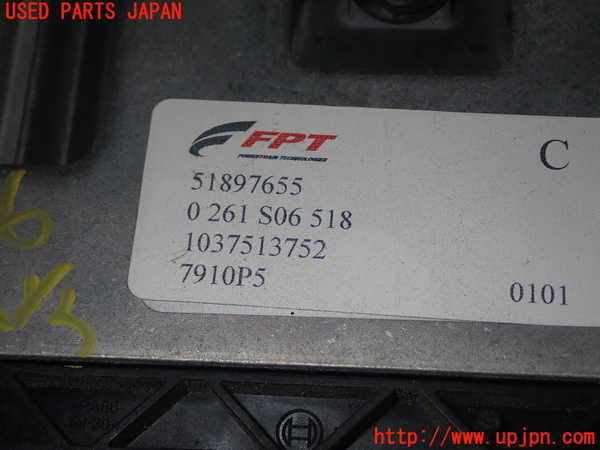 USED PARTS JAPAN
FPT
POWERTRAIN TECHNOLOGIES
C
51897655
0 261 S06 518
1037513752
7910P5
0101
http://www.upjpn.com/